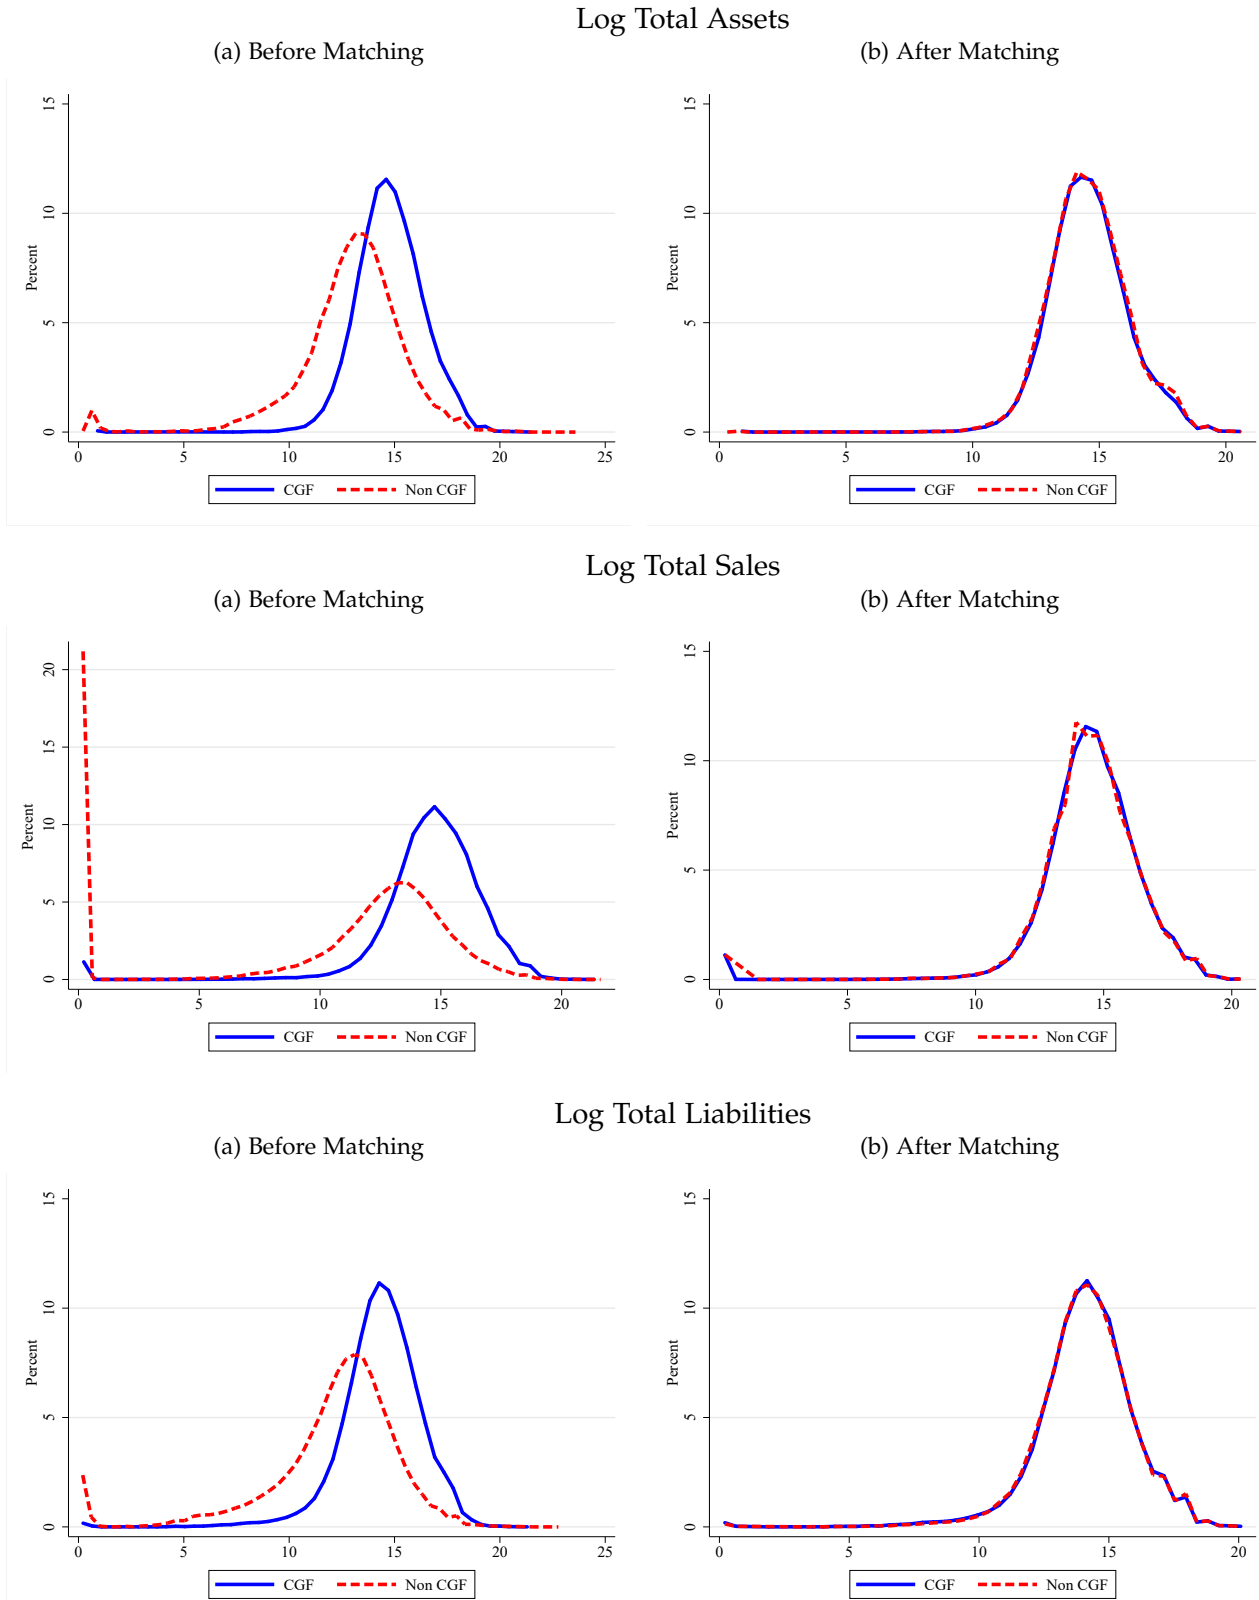 Log Total Assets
(a) Before Matching
(b) After Matching
Percent
15
10
5
0
0 5 10 15 20 25
CGF Non CGF
Percent
15
10
5
0
0 5 10 15 20
CGF Non CGF
Log Total Sales
(a) Before Matching
(b) After Matching
Percent
20
15
10
5
0
0 5 10 15 20
CGF Non CGF
Percent
15
10
5
0
0 5 10 15 20
CGF Non CGF
Log Total Liabilities
(a) Before Matching
(b) After Matching
Percent
15
10
5
0
0 5 10 15 20 25
CGF Non CGF
Percent
15
10
5
0
0 5 10 15 20
CGF Non CGF